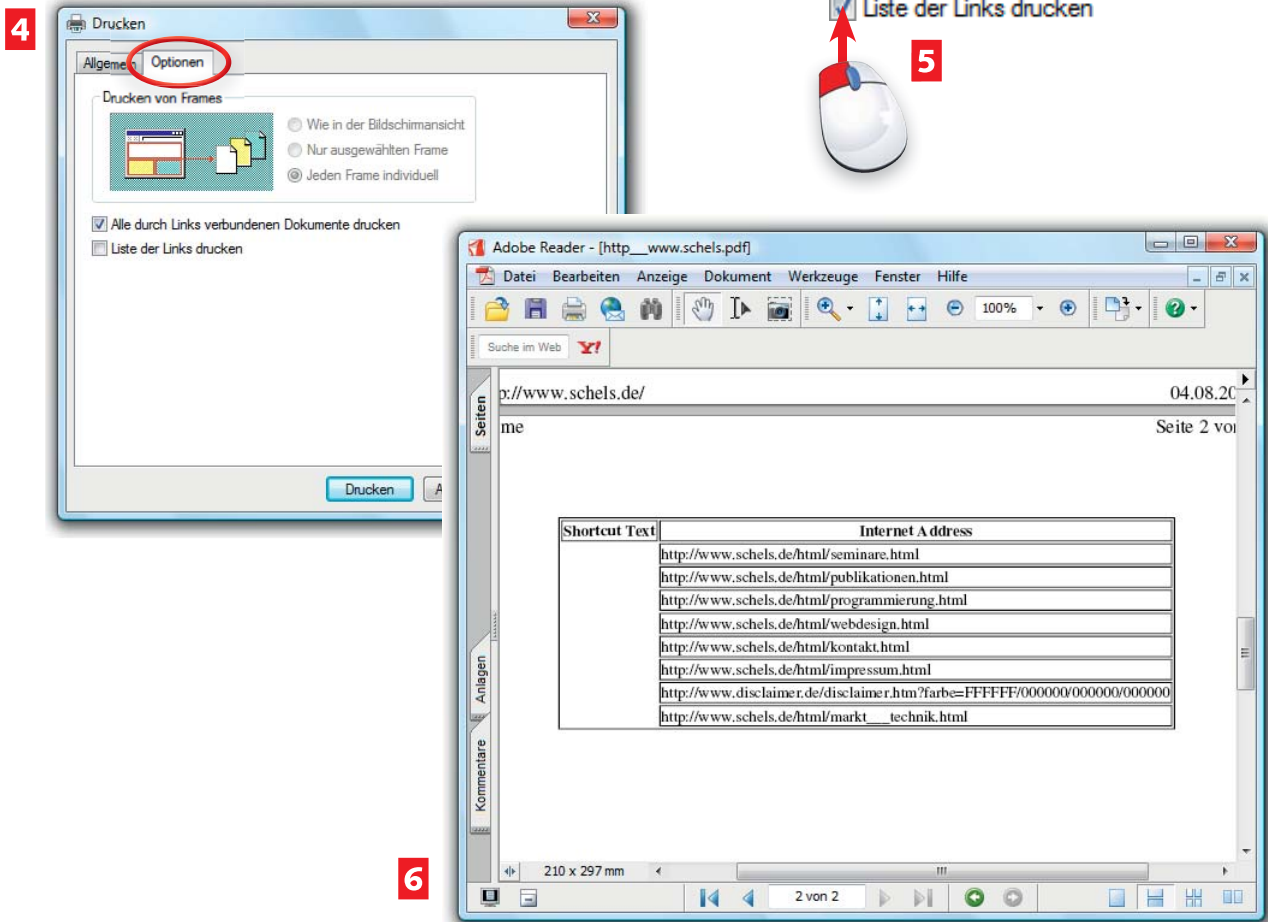 4
Drucken
Allgemein Optionen
Drucken von Frames
Wie in der Bildschirmansicht
Nur ausgewählten Frame
Jeden Frame individuell
Alle durch Links verbundenen Dokumente drucken
Liste der Links drucken
Drucken A
Liste der Links drucken
5
6
Adobe Reader - [http__www.schels.pdf]
Datei Bearbeiten Anzeige Dokument Werkzeuge Fenster Hilfe
100%
Suche im Web Y!
Seiten
Anlagen
Kommentare
p://www.schels.de/ 04.08.20
me Seite 2 vor
Shortcut Text Internet Address
http://www.schels.de/html/seminare.html
http://www.schels.de/html/publikationen.html
http://www.schels.de/html/programmierung.html
http://www.schels.de/html/webdesign.html
http://www.schels.de/html/kontakt.html
http://www.schels.de/html/impressum.html
http://www.disclaimer.de/disclaimer.htm?farbe=FFFFFF/000000/000000/000000
http://www.schels.de/html/markt___technik.html
210 x 297 mm
2 von 2